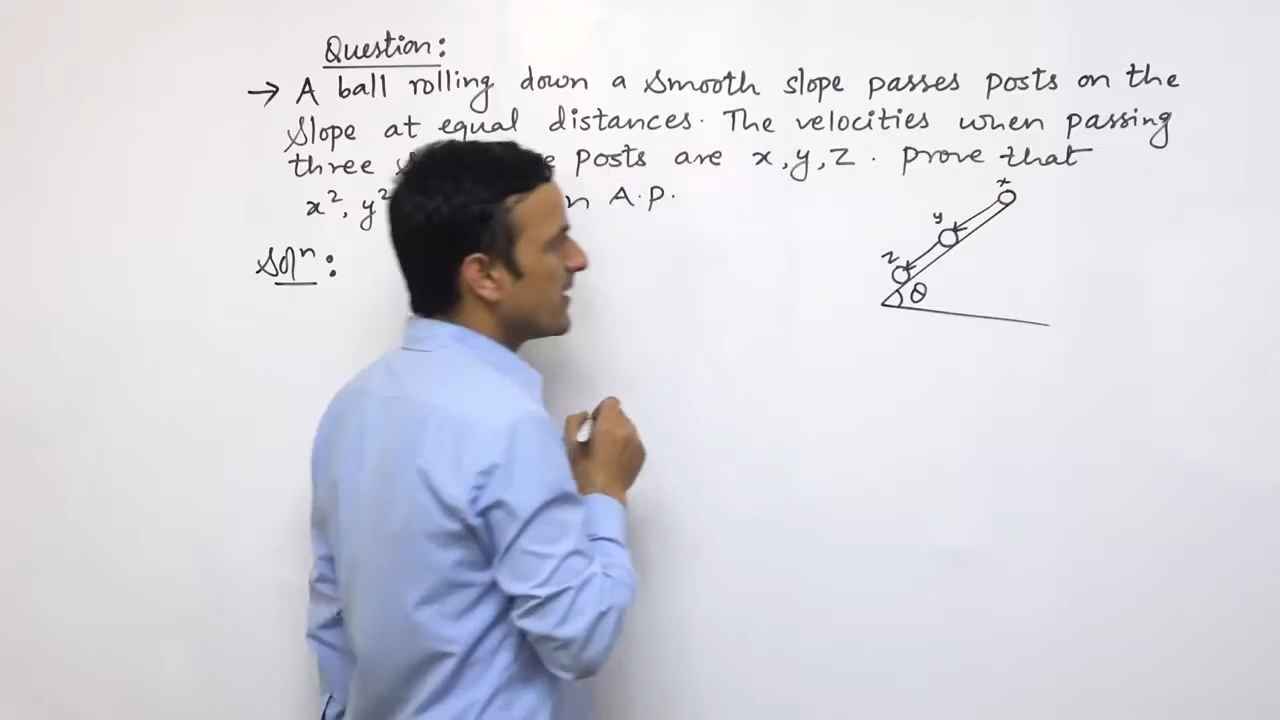 Question:
→ A ball rolling down a smooth slope passes posts on the
slope at equal distances. The velocities when passing
three posts are x, y, z. prove that
x², y² A.P.
Solⁿ:
x
y
z
θ